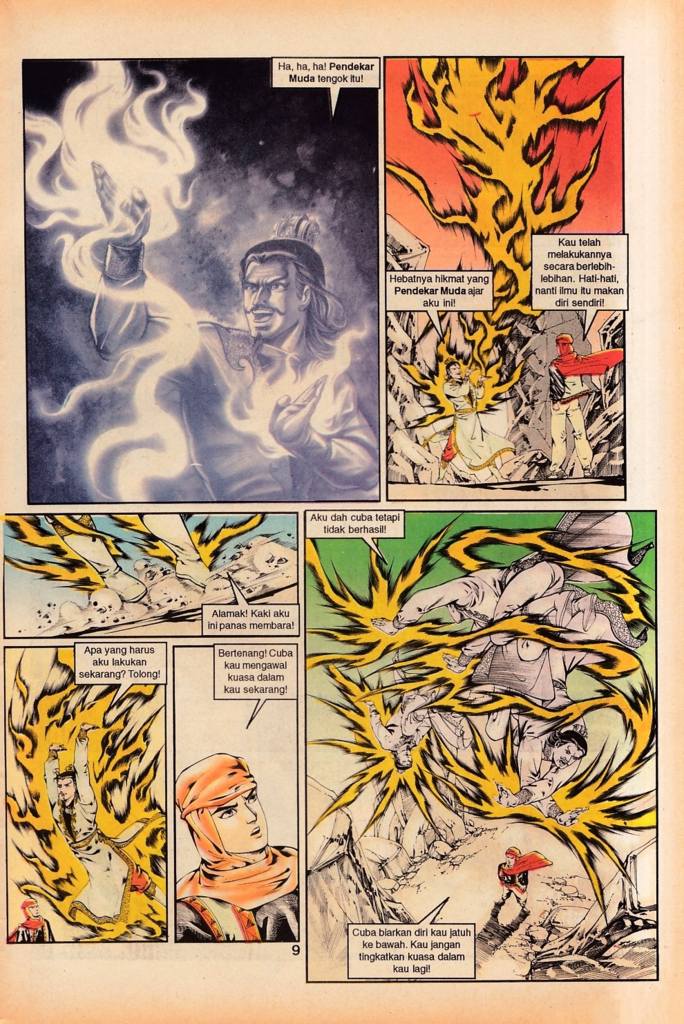 Ha, ha, ha! Pendekar
Muda tengok itu!
Hebatnya hikmat yang
Pendekar Muda ajar
aku ini!
Kau telah
melakukannya
secara berlebih-
lebihan. Hati-hati,
nanti ilmu itu makan
diri sendiri!
Alamak! Kaki aku
ini panas membara!
Apa yang harus
aku lakukan
sekarang? Tolong!
Bertenang! Cuba
kau mengawal
kuasa dalam
kau sekarang!
Aku dah cuba tetapi
tidak berhasil!
Cuba biarkan diri kau jatuh
ke bawah. Kau jangan
tingkatkan kuasa dalam
kau lagi!
9